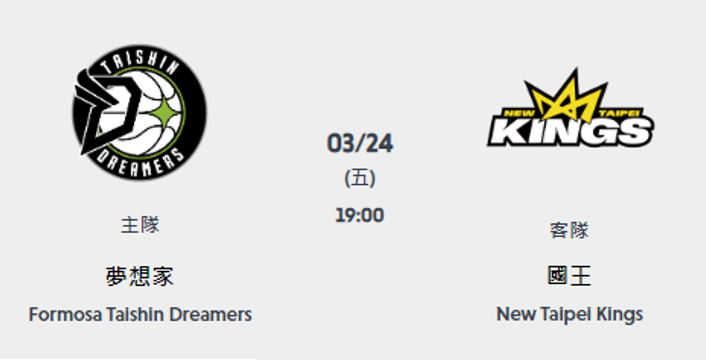 TAISHIN
DREAMERS
主隊
夢想家
Formosa Taishin Dreamers
03/24
(五)
19:00
NEW TAIPEI
KINGS
客隊
國王
New Taipei Kings